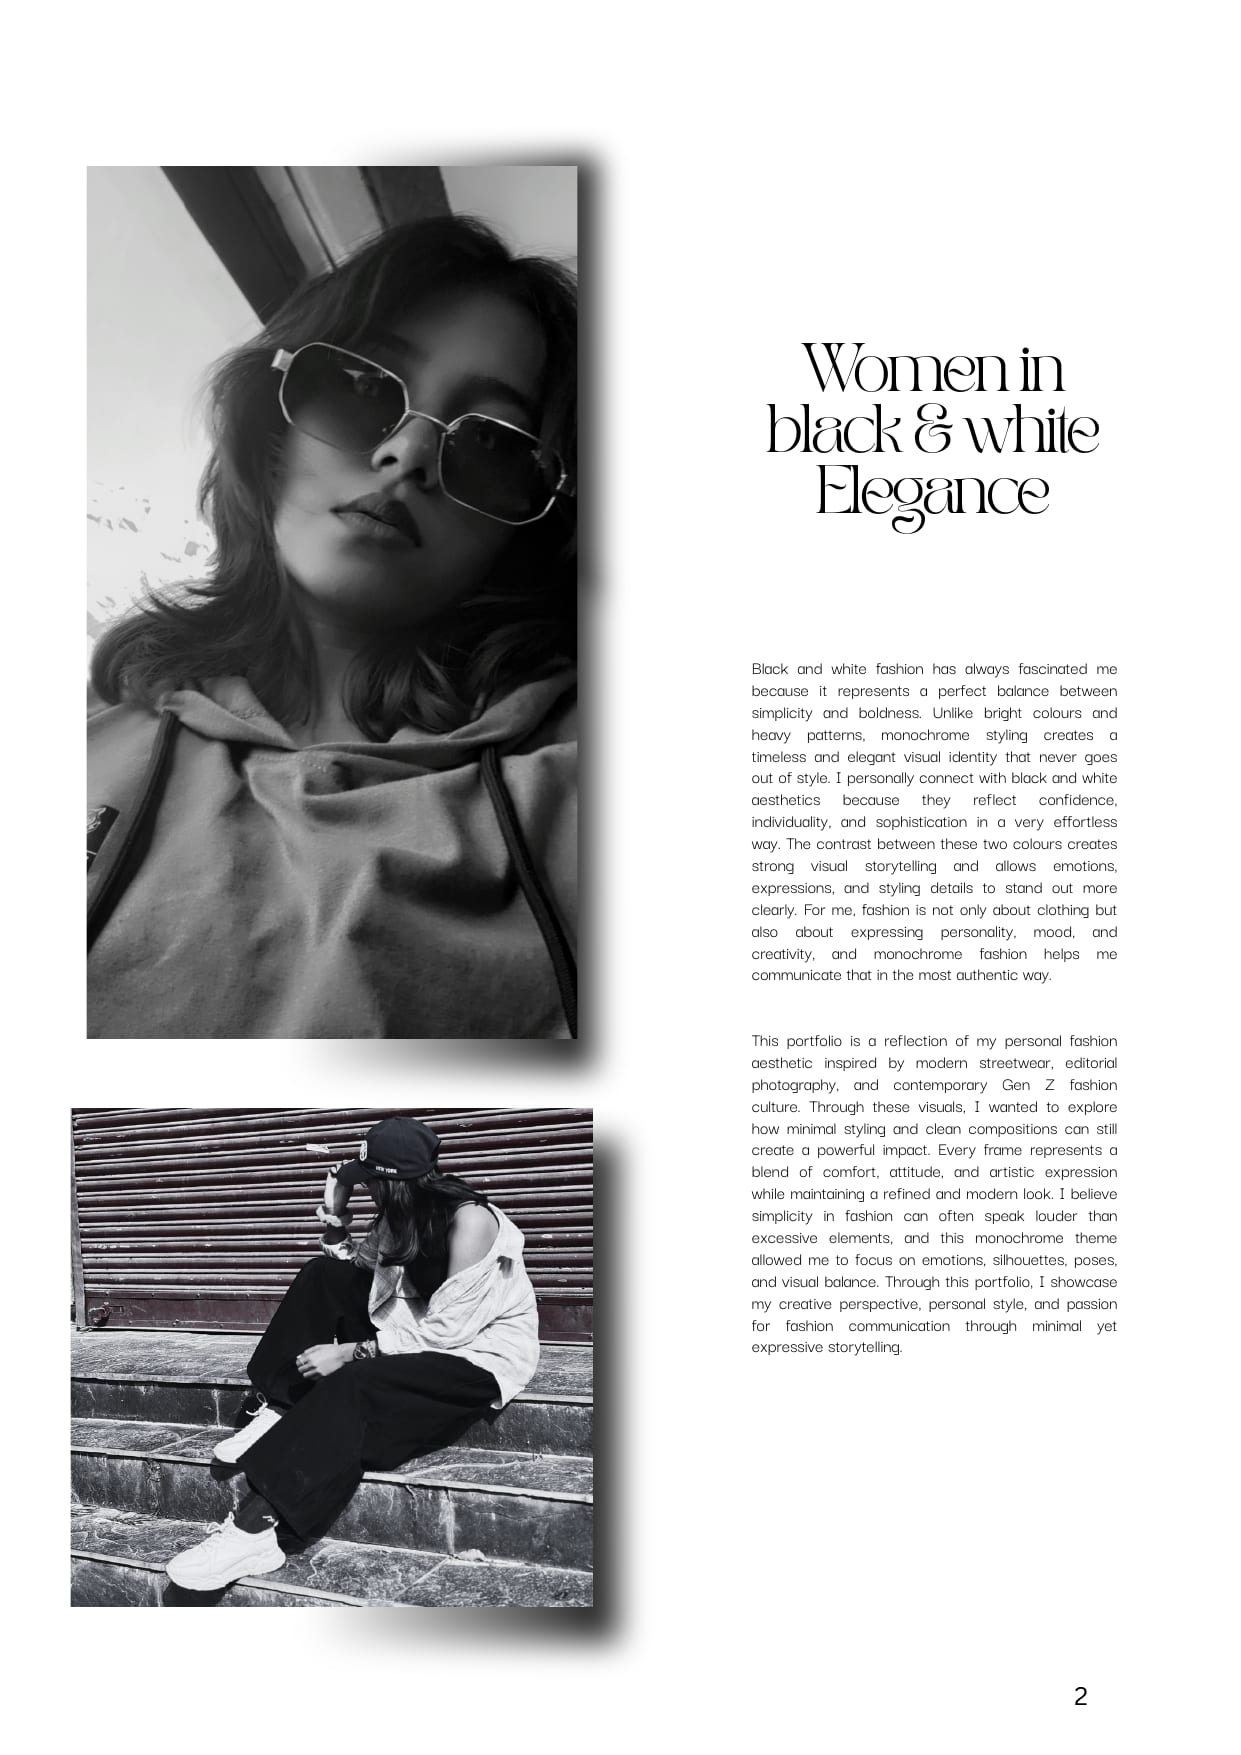 Women in
black & white
Elegance
Black and white fashion has always fascinated me
because it represents a perfect balance between
simplicity and boldness. Unlike bright colours and
heavy patterns, monochrome styling creates a
timeless and elegant visual identity that never goes
out of style. I personally connect with black and white
aesthetics because they reflect confidence,
individuality, and sophistication in a very effortless
way. The contrast between these two colours creates
strong visual storytelling and allows emotions,
expressions, and styling details to stand out more
clearly. For me, fashion is not only about clothing but
also about expressing personality, mood, and
creativity, and monochrome fashion helps me
communicate that in the most authentic way.
This portfolio is a reflection of my personal fashion
aesthetic inspired by modern streetwear, editorial
photography, and contemporary Gen Z fashion
culture. Through these visuals, I wanted to explore
how minimal styling and clean compositions can still
create a powerful impact. Every frame represents a
blend of comfort, attitude, and artistic expression
while maintaining a refined and modern look. I believe
simplicity in fashion can often speak louder than
excessive elements, and this monochrome theme
allowed me to focus on emotions, silhouettes, poses,
and visual balance. Through this portfolio, I showcase
my creative perspective, personal style, and passion
for fashion communication through minimal yet
expressive storytelling.
NEW YORK
2